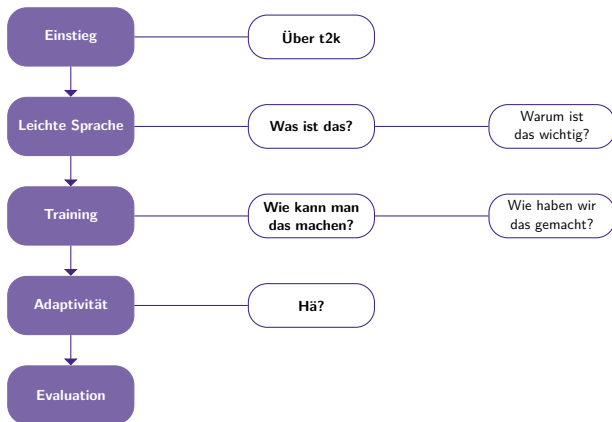 Einstieg
Über t2k
Leichte Sprache
Was ist das?
Warum ist
das wichtig?
Training
Wie kann man
das machen?
Wie haben wir
das gemacht?
Adaptivität
Hä?
Evaluation